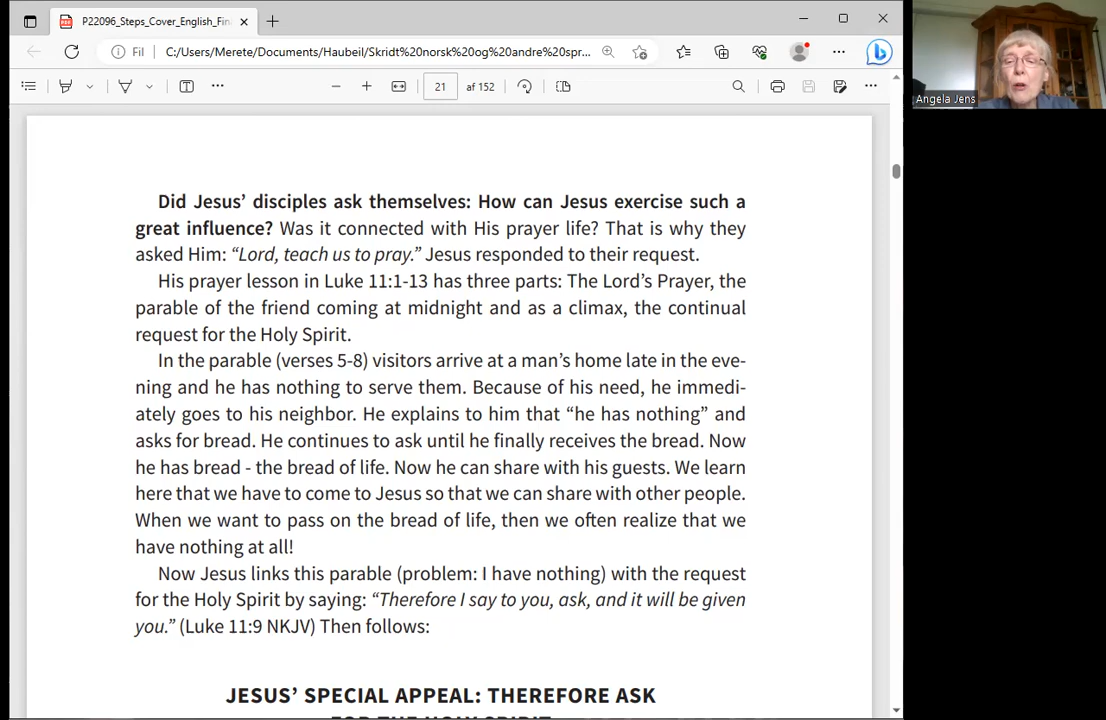 P22096_Steps_Cover_English_Fin
Fil
C:/Users/Merete/Documents/Haubeil/Skridt%20norsk%20og%20andre%20spr...
21 af 152
Angela Jens
Did Jesus’ disciples ask themselves: How can Jesus exercise such a
great influence? Was it connected with His prayer life? That is why they
asked Him: “Lord, teach us to pray.” Jesus responded to their request.
His prayer lesson in Luke 11:1-13 has three parts: The Lord’s Prayer, the
parable of the friend coming at midnight and as a climax, the continual
request for the Holy Spirit.
In the parable (verses 5-8) visitors arrive at a man’s home late in the eve-
ning and he has nothing to serve them. Because of his need, he immedi-
ately goes to his neighbor. He explains to him that “he has nothing” and
asks for bread. He continues to ask until he finally receives the bread. Now
he has bread - the bread of life. Now he can share with his guests. We learn
here that we have to come to Jesus so that we can share with other people.
When we want to pass on the bread of life, then we often realize that we
have nothing at all!
Now Jesus links this parable (problem: I have nothing) with the request
for the Holy Spirit by saying: “Therefore I say to you, ask, and it will be given
you.” (Luke 11:9 NKJV) Then follows:
JESUS’ SPECIAL APPEAL: THEREFORE ASK
FOR THE HOLY SPIRIT